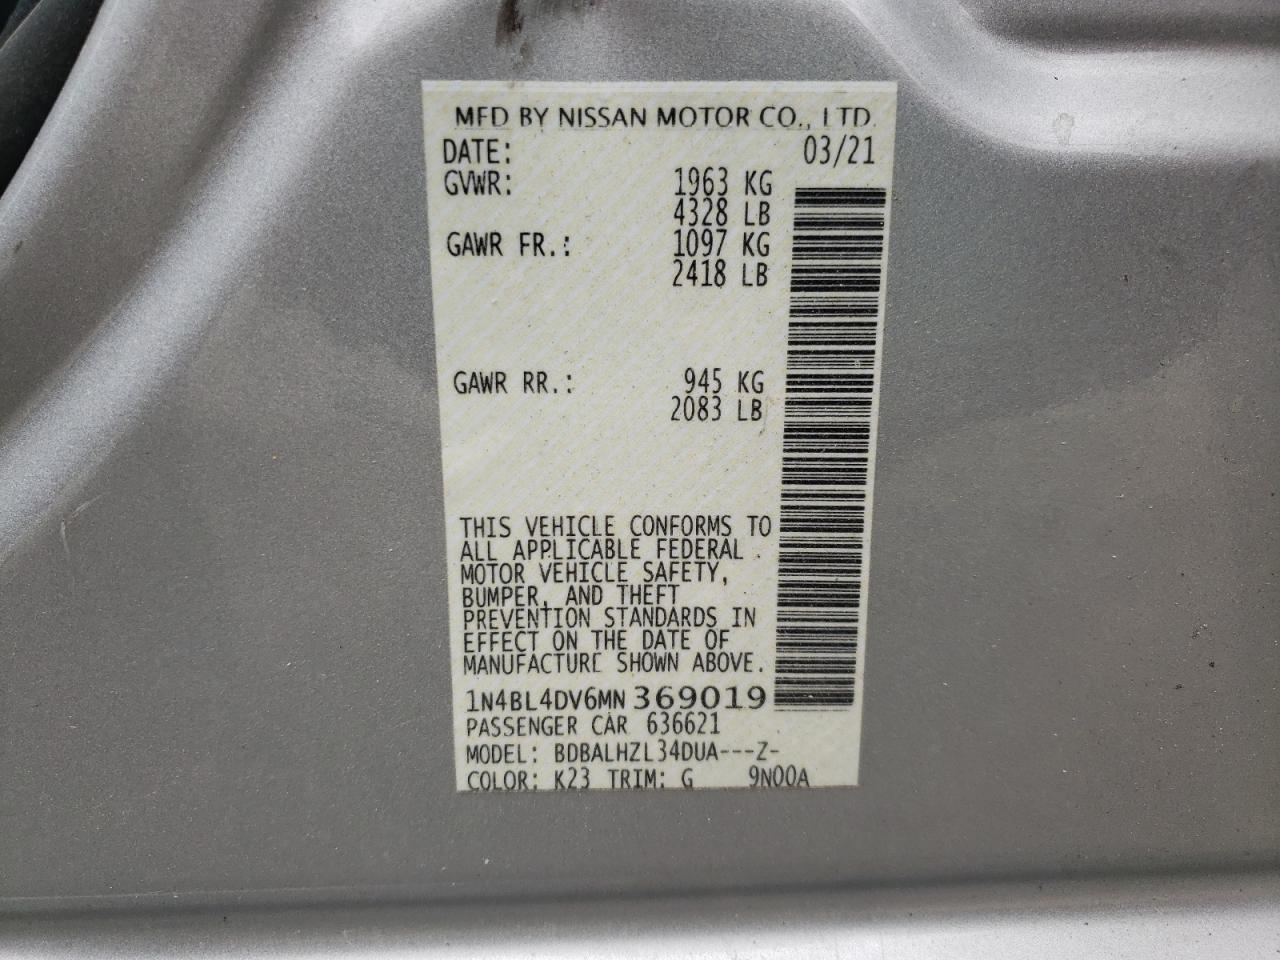 MFD BY NISSAN MOTOR CO., LTD.
DATE: 03/21
GVWR: 1963 KG
4328 LB
GAWR FR.: 1097 KG
2418 LB
GAWR RR.: 945 KG
2083 LB
THIS VEHICLE CONFORMS TO
ALL APPLICABLE FEDERAL
MOTOR VEHICLE SAFETY,
BUMPER, AND THEFT
PREVENTION STANDARDS IN
EFFECT ON THE DATE OF
MANUFACTURE SHOWN ABOVE.
1N4BL4DV6MN369019
PASSENGER CAR 636621
MODEL: BDBALHZL34DUA---Z-
COLOR: K23 TRIM: G 9N00A